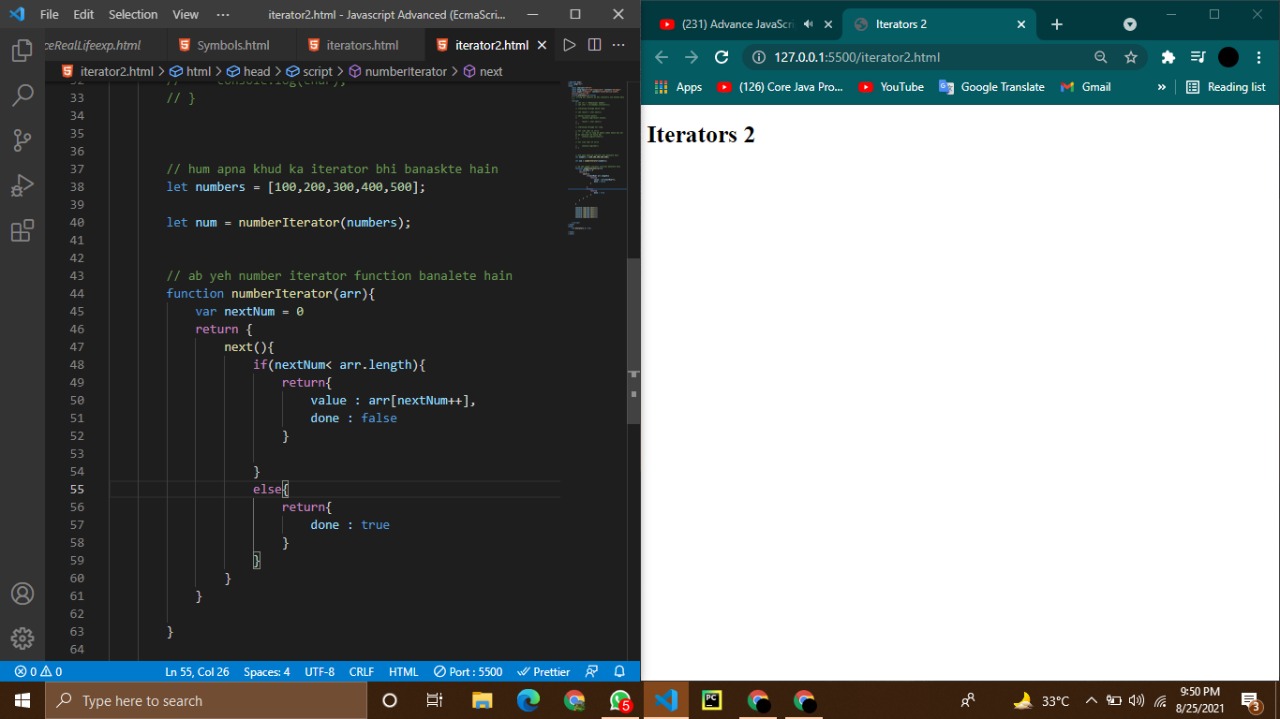 File Edit Selection View ··· iterator2.html - Javascript Advanced (EcmaScri...
ceRealLifeexp.html Symbols.html iterators.html iterator2.html
iterator2.html > html > head > script > numberIterator > next
33 // }
34
35
36
37 // hum apna khud ka iterator bhi banaskte hain
38 let numbers = [100,200,300,400,500];
39
40 let num = numberIterator(numbers);
41
42
43 // ab yeh number iterator function banalete hain
44 function numberIterator(arr){
45 var nextNum = 0
46 return {
47 next(){
48 if(nextNum< arr.length){
49 return{
50 value : arr[nextNum++],
51 done : false
52 }
53
54 }
55 else{
56 return{
57 done : true
58 }
59 }
60 }
61 }
62
63 }
64
0 0 Ln 55, Col 26 Spaces: 4 UTF-8 CRLF HTML Port : 5500 Prettier
(231) Advance JavaScri Iterators 2
127.0.0.1:5500/iterator2.html
Apps (126) Core Java Pro... YouTube Google Translate Gmail » Reading list
Iterators 2
Type here to search
5
PC
33°C
9:50 PM
8/25/2021
3